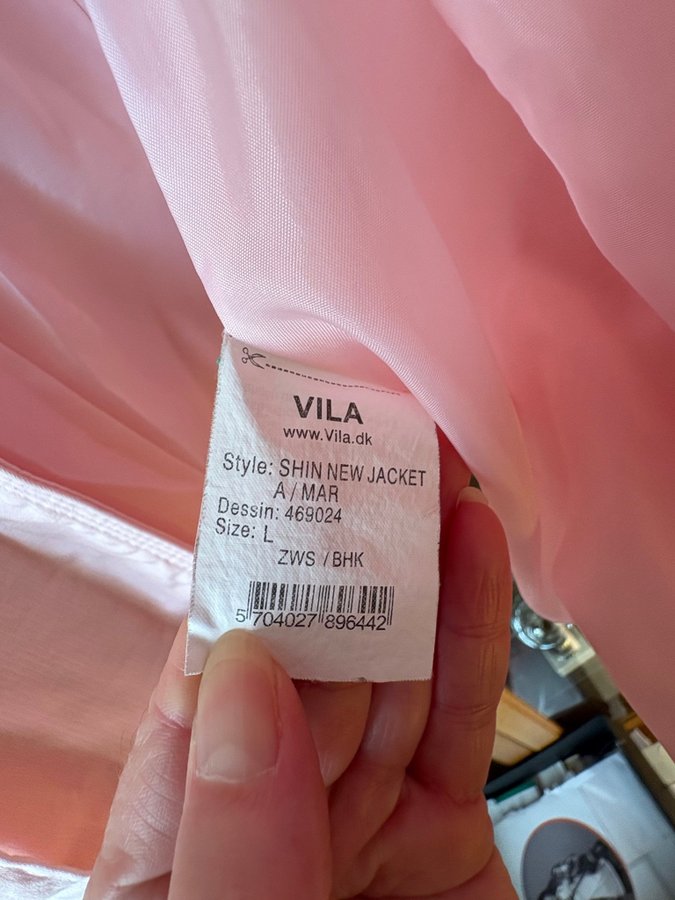 VILA
www.Vila.dk
Style: SHIN NEW JACKET
A / MAR
Dessin: 469024
Size: L
ZWS / BHK
5 704027 896442